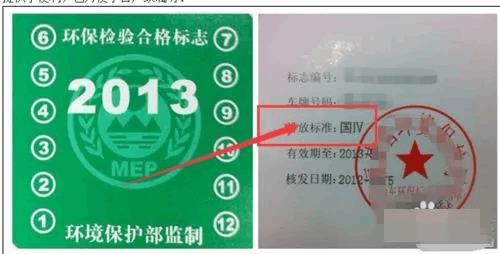 ⑥ 环保检验合格标志 ⑦
⑤ ⑧
2013
④ ⑨
③ ⑩
MEP
② ⑪
① ⑫
环境保护部监制
标志编号:
车牌号码:
放标准: 国Ⅳ
有效期至: 2013
核发日期: 2012